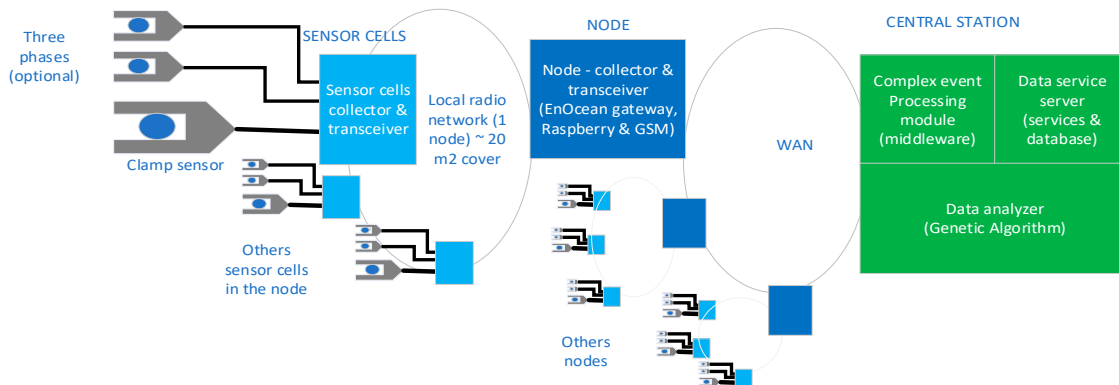 Three
phases
(optional)
Clamp sensor
SENSOR CELLS
Sensor cells
collector &
transceiver
Local radio
network (1
node) ~ 20
m2 cover
Others
sensor cells
in the node
NODE
Node - collector &
transceiver
(EnOcean gateway,
Raspberry & GSM)
Others
nodes
WAN
CENTRAL STATION
Complex event
Processing
module
(middleware)
Data service
server
(services &
database)
Data analyzer
(Genetic Algorithm)